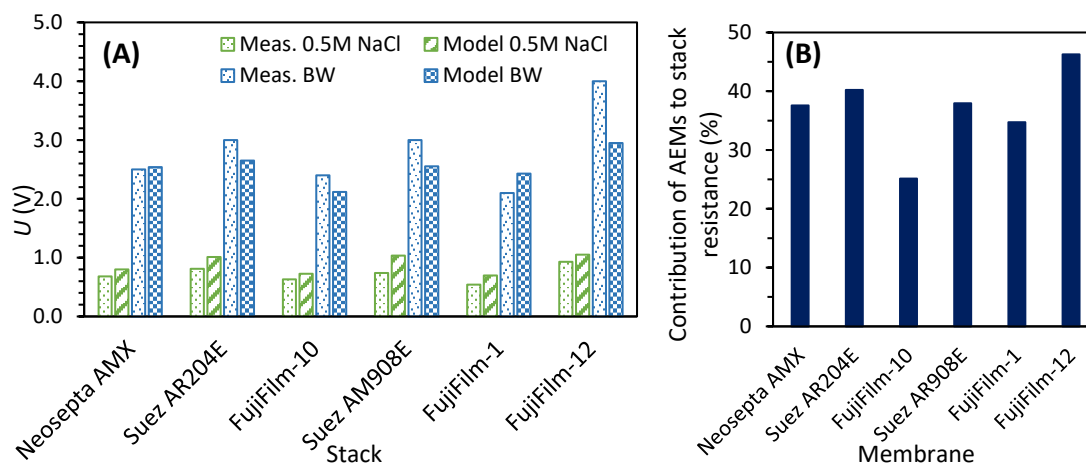 (A)
Meas. 0.5M NaCl
Model 0.5M NaCl
Meas. BW
Model BW
U (V)
5.0
4.0
3.0
2.0
1.0
0.0
Neosepta AMX
Suez AR204E
FujiFilm-10
Suez AM908E
FujiFilm-1
FujiFilm-12
Stack
(B)
Contribution of AEMs to stack
resistance (%)
50
40
30
20
10
0
Neosepta AMX
Suez AR204E
FujiFilm-10
Suez AR908E
FujiFilm-1
FujiFilm-12
Membrane